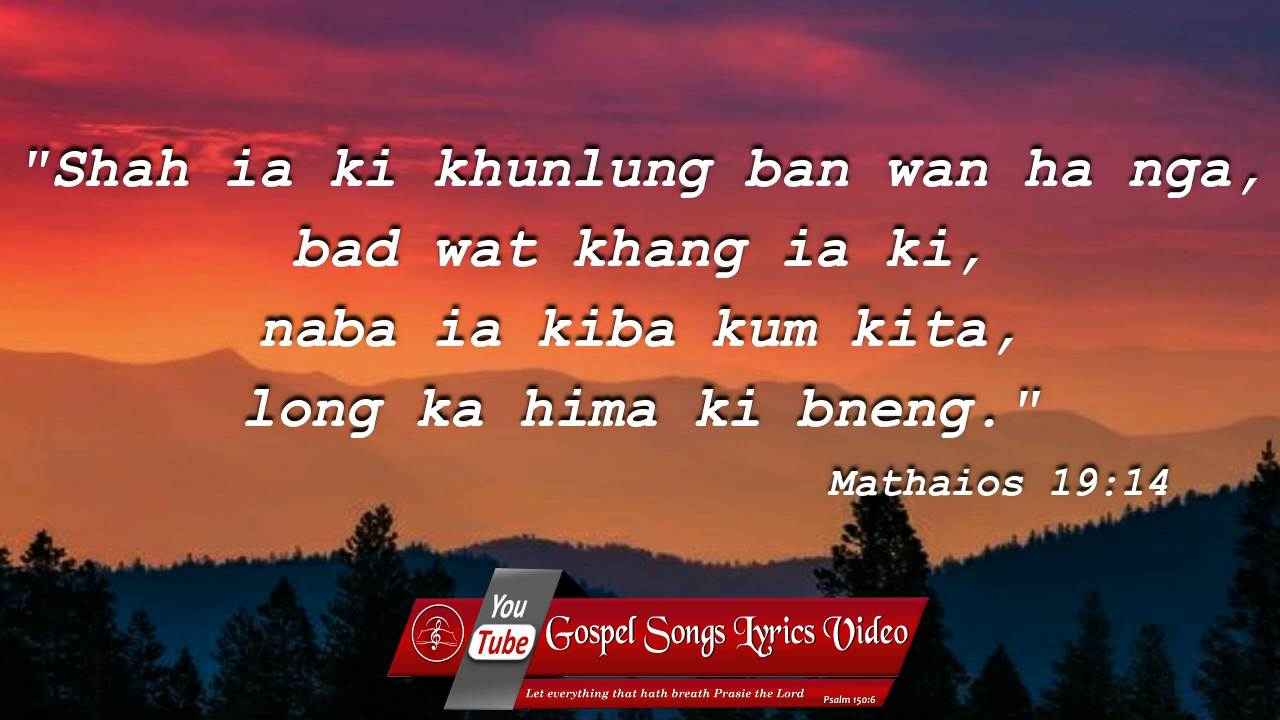 "Shah ia ki khunlung ban wan ha nga,
bad wat khang ia ki,
naba ia kiba kum kita,
long ka hima ki bneng."
Mathaios 19:14
You
Tube
Gospel Songs Lyrics Video
Let everything that hath breath Prasie the Lord
Psalm 150:6